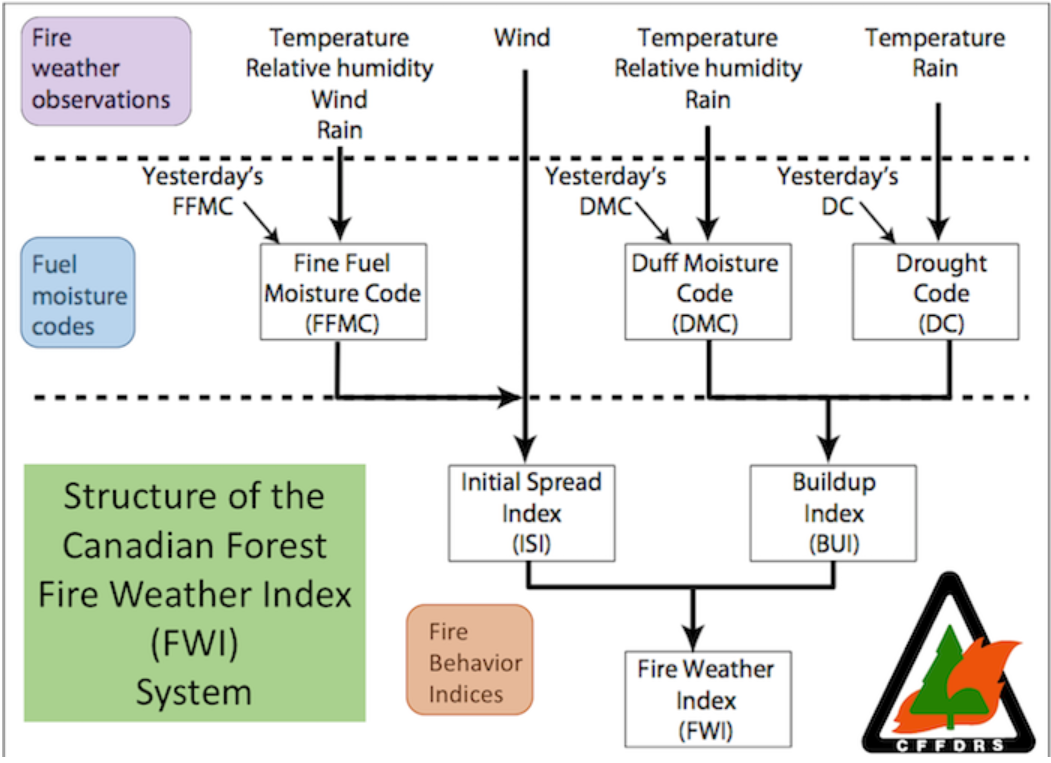 Fire
weather
observations
Temperature
Relative humidity
Wind
Rain
Wind
Temperature
Relative humidity
Rain
Temperature
Rain
Yesterday's
FFMC
Yesterday's
DMC
Yesterday's
DC
Fuel
moisture
codes
Fine Fuel
Moisture Code
(FFMC)
Duff Moisture
Code
(DMC)
Drought
Code
(DC)
Structure of the
Canadian Forest
Fire Weather Index
(FWI)
System
Initial Spread
Index
(ISI)
Buildup
Index
(BUI)
Fire
Behavior
Indices
Fire Weather
Index
(FWI)
CFFDRS